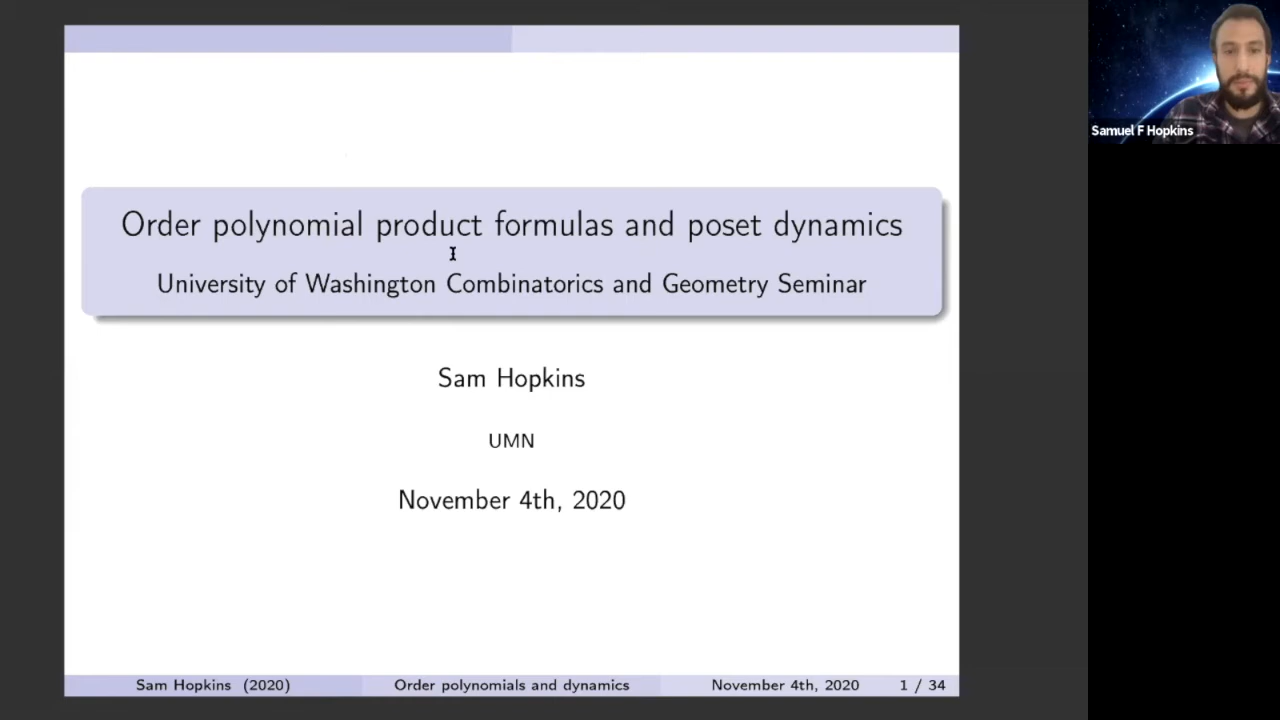 Order polynomial product formulas and poset dynamics
University of Washington Combinatorics and Geometry Seminar
Sam Hopkins
UMN
November 4th, 2020
Sam Hopkins (2020)
Order polynomials and dynamics
November 4th, 2020
1 / 34
Samuel F Hopkins